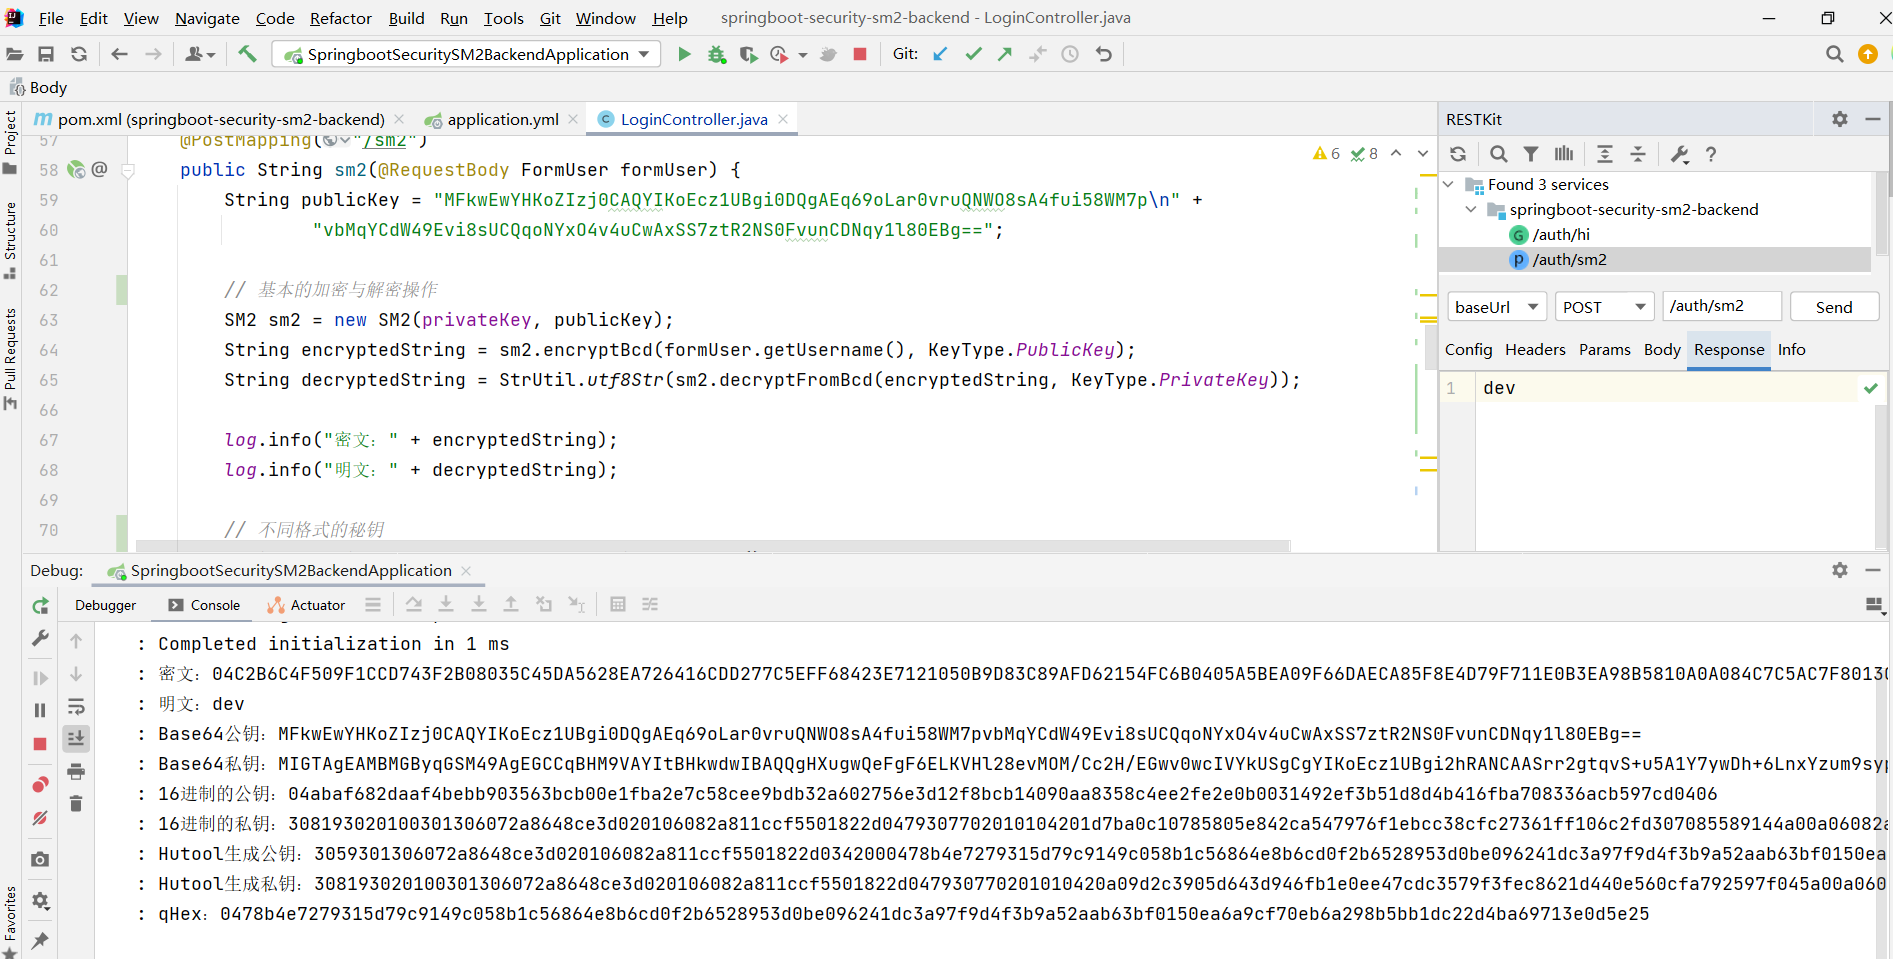 File Edit View Navigate Code Refactor Build Run Tools Git Window Help springboot-security-sm2-backend - LoginController.java
SpringbootSecuritySM2BackendApplication Git:
Body
pom.xml (springboot-security-sm2-backend) application.yml LoginController.java
Project
Structure
Pull Requests
Favorites
6 8
57 @PostMapping("/sm2")
58 @ public String sm2(@RequestBody FormUser formUser) {
59 String publicKey = "MFkwEwYHKoZIzj0CAQYIKoEcz1UBgi0DQgAEq69oLar0vruQNWO8sA4fui58WM7p\n" +
60 "vbMqYCdW49Evi8sUCQqoNYxO4v4uCwAxSS7ztR2NS0FvunCDNqy1l80EBg==";
61
62 // 基本的加密与解密操作
63 SM2 sm2 = new SM2(privateKey, publicKey);
64 String encryptedString = sm2.encryptBcd(formUser.getUsername(), KeyType.PublicKey);
65 String decryptedString = StrUtil.utf8Str(sm2.decryptFromBcd(encryptedString, KeyType.PrivateKey));
66
67 log.info("密文：" + encryptedString);
68 log.info("明文：" + decryptedString);
69
70 // 不同格式的秘钥
RESTKit
Found 3 services
springboot-security-sm2-backend
G /auth/hi
P /auth/sm2
baseUrl POST /auth/sm2 Send
Config Headers Params Body Response Info
1 dev
Debug: SpringbootSecuritySM2BackendApplication
Debugger Console Actuator
: Completed initialization in 1 ms
: 密文：04C2B6C4F509F1CCD743F2B08035C45DA5628EA726416CDD277C5EFF68423E7121050B9D83C89AFD62154FC6B0405A5BEA09F66DAECA85F8E4D79F711E0B3EA98B5810A0A084C7C5AC7F8013
: 明文：dev
: Base64公钥：MFkwEwYHKoZIzj0CAQYIKoEcz1UBgi0DQgAEq69oLar0vruQNWO8sA4fui58WM7pvbMqYCdW49Evi8sUCQqoNYxO4v4uCwAxSS7ztR2NS0FvunCDNqy1l80EBg==
: Base64私钥：MIGTAgEAMBMGByqGSM49AgEGCCqBHM9VAYItBHkwdwIBAQQgHXugwQeFgF6ELKVHl28evMOM/Cc2H/EGwv0wcIVYkUSgCgYIKoEcz1UBgi2hRANCAASrr2gtqvS+u5A1Y7ywDh+6LnxYzum9syp
: 16进制的公钥：04abaf682daaf4bebb903563bcb00e1fba2e7c58cee9bdb32a602756e3d12f8bcb14090aa8358c4ee2fe2e0b0031492ef3b51d8d4b416fba708336acb597cd0406
: 16进制的私钥：308193020100301306072a8648ce3d020106082a811ccf5501822d0479307702010104201d7ba0c10785805e842ca547976f1ebcc38cfc27361ff106c2fd307085589144a00a06082a
: Hutool生成公钥：3059301306072a8648ce3d020106082a811ccf5501822d0342000478b4e7279315d79c9149c058b1c56864e8b6cd0f2b6528953d0be096241dc3a97f9d4f3b9a52aab63bf0150ea
: Hutool生成私钥：308193020100301306072a8648ce3d020106082a811ccf5501822d047930770201010420a09d2c3905d643d946fb1e0ee47cdc3579f3fec8621d440e560cfa792597f045a00a060
: qHex：0478b4e7279315d79c9149c058b1c56864e8b6cd0f2b6528953d0be096241dc3a97f9d4f3b9a52aab63bf0150ea6a9cf70eb6a298b5bb1dc22d4ba69713e0d5e25